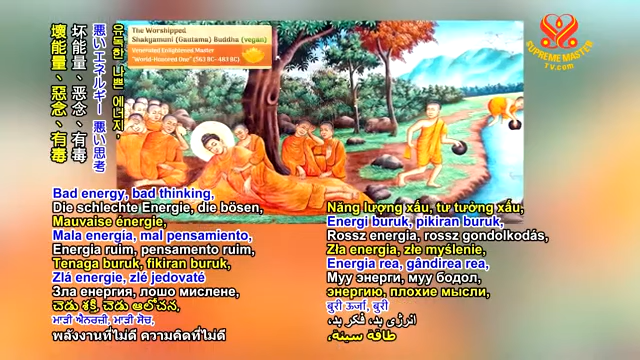 The Worshipped
Shakyamuni (Gautama) Buddha (vegan)
Venerated Enlightened Master
"World-Honored One" (563 BC-483 BC)
SUPREME MASTER
TV.com
壞能量、惡念、有毒
坏能量、恶念、有毒
悪いエネルギー 悪い思考
유독한 나쁜 에너지,
Bad energy, bad thinking,
Die schlechte Energie, die bösen,
Mauvaise énergie,
Mala energía, mal pensamiento,
Energia ruim, pensamento ruim,
Tenaga buruk, fikiran buruk,
Zlá energie, zlé jedovaté
Зла енергия, лошо мислене,
చెడు శక్తి, చెడు ఆలోచన,
ਮਾੜੀ ਐਨਰਜੀ, ਮਾੜੀ ਸੋਚ,
พลังงานที่ไม่ดี ความคิดที่ไม่ดี
Năng lượng xấu, tư tưởng xấu,
Energi buruk, pikiran buruk,
Rossz energia, rossz gondolkodás,
Zła energia, złe myślenie,
Energia rea, gândirea rea,
Муу энерги, муу бодол,
энергию, плохие мысли,
बुरी ऊर्जा, बुरी
انرژی بد، فکر بد،
طاقة سيئة،